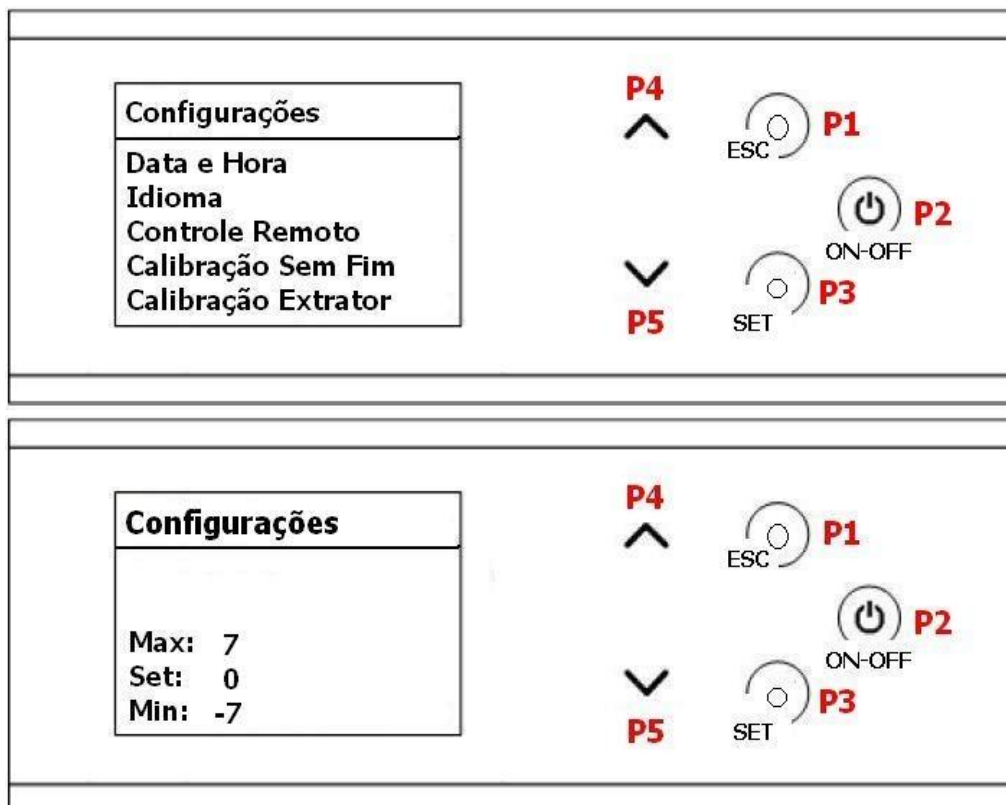 Configurações
Data e Hora
Idioma
Controle Remoto
Calibração Sem Fim
Calibração Extrator
P4
ESC
P1
P2
ON-OFF
P3
SET
P5
Configurações
Max: 7
Set: 0
Min: -7
P4
ESC
P1
P2
ON-OFF
P3
SET
P5